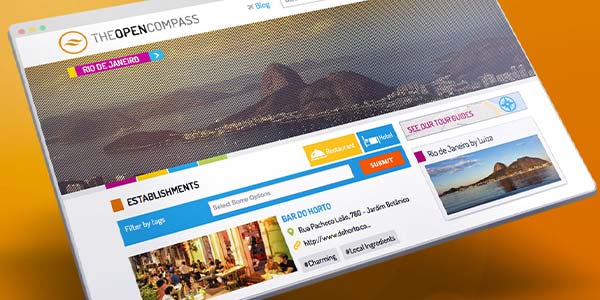 THEOPENCOMPASS
Blog
RIO DE JANEIRO
SEE OUR TOUR GUIDES
Restaurant
Hotel
Rio de Janeiro by Luiza
ESTABLISHMENTS
Filter by tags
Select Some Options
SUBMIT
BAR DO HORTO
Rua Pacheco Leão, 780 - Jardim Botânico
http://www.dohorto.co...
#Charming
#Local Ingredients